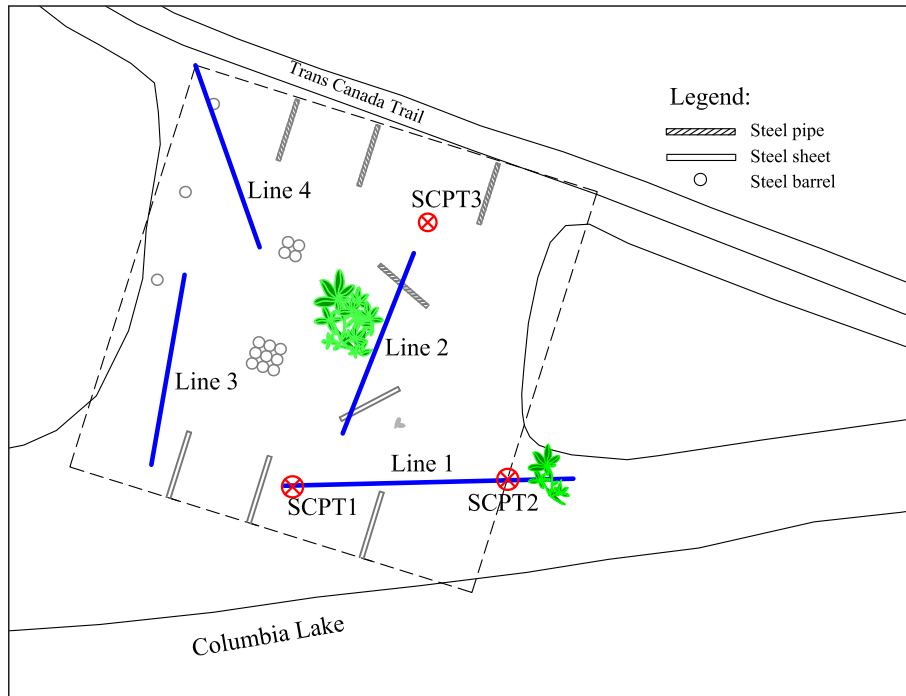 Trans Canada Trail
Legend:
Steel pipe
Steel sheet
Steel barrel
Line 4
SCPT3
Line 2
Line 3
Line 1
SCPT1
SCPT2
Columbia Lake